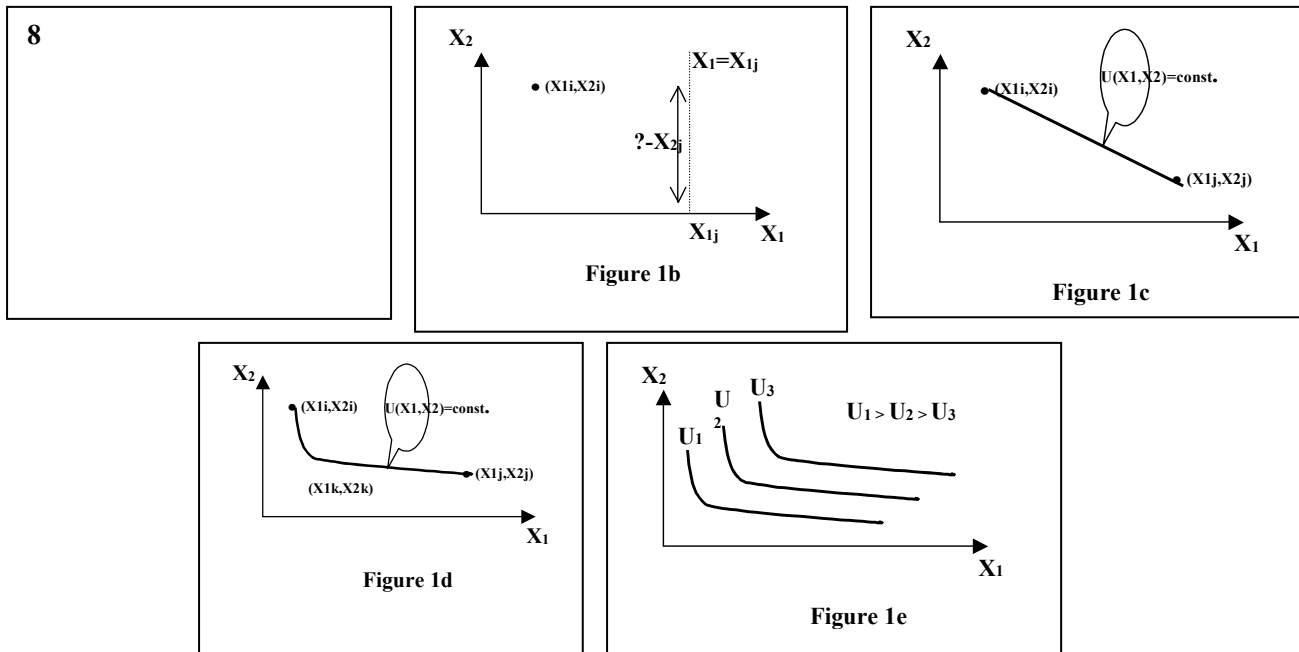 8
X2
X1=X1j
(X1i,X2i)
?-X2j
X1j
X1
Figure 1b
X2
U(X1,X2)=const.
(X1i,X2i)
(X1j,X2j)
X1
Figure 1c
X2
(X1i,X2i)
U(X1,X2)=const.
(X1j,X2j)
(X1k,X2k)
X1
Figure 1d
X2
U
2
U3
U1 > U2 > U3
U1
X1
Figure 1e